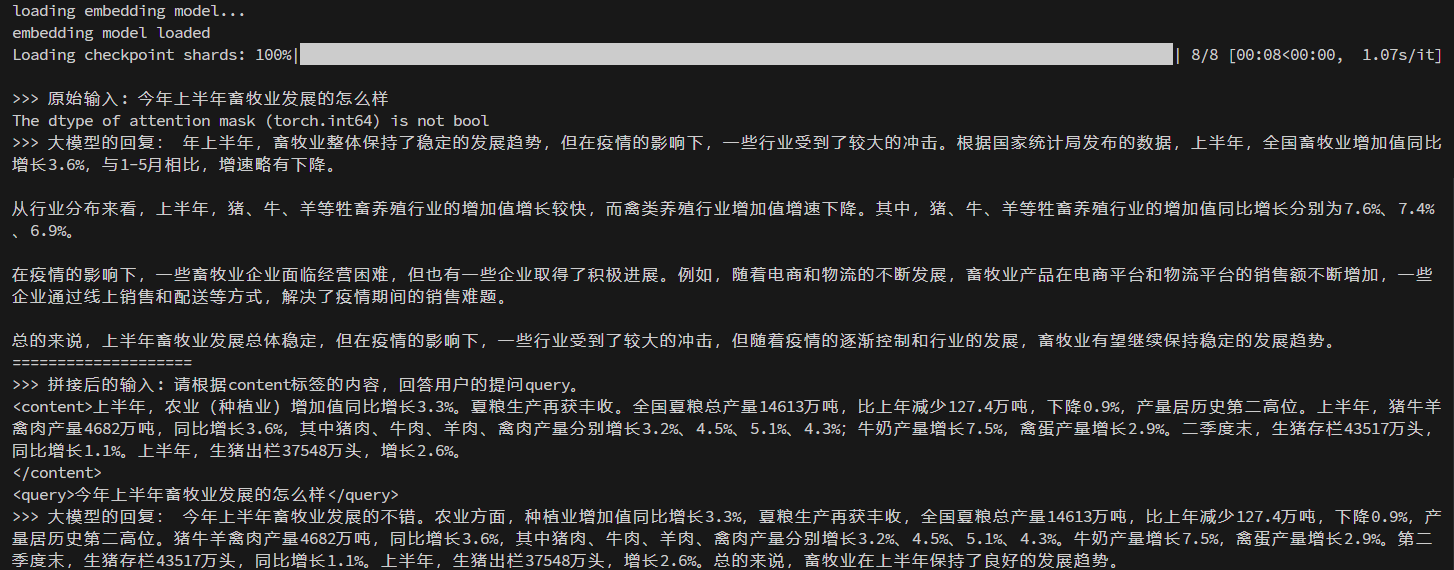 loading embedding model...
embedding model loaded
Loading checkpoint shards: 100%| | 8/8 [00:08<00:00, 1.07s/it]
>>> 原始输入: 今年上半年畜牧业发展的怎么样
The dtype of attention mask (torch.int64) is not bool
>>> 大模型的回复: 年上半年，畜牧业整体保持了稳定的发展趋势，但在疫情的影响下，一些行业受到了较大的冲击。根据国家统计局发布的数据，上半年，全国畜牧业增加值同比
增长3.6%，与1-5月相比，增速略有下降。
从行业分布来看，上半年，猪、牛、羊等牲畜养殖行业的增加值增长较快，而禽类养殖行业增加值增速下降。其中，猪、牛、羊等牲畜养殖行业的增加值同比增长分别为7.6%、7.4%
、6.9%。
在疫情的影响下，一些畜牧业企业面临经营困难，但也有一些企业取得了积极进展。例如，随着电商和物流的不断发展，畜牧业产品在电商平台和物流平台的销售额不断增加，一些
企业通过线上销售和配送等方式，解决了疫情期间的销售难题。
总的来说，上半年畜牧业发展总体稳定，但在疫情的影响下，一些行业受到了较大的冲击，但随着疫情的逐渐控制和行业的发展，畜牧业有望继续保持稳定的发展趋势。
====================
>>> 拼接后的输入: 请根据content标签的内容，回答用户的提问query。
<content>上半年，农业（种植业）增加值同比增长3.3%。夏粮生产再获丰收。全国夏粮总产量14613万吨，比上年减少127.4万吨，下降0.9%，产量居历史第二高位。上半年，猪牛羊
禽肉产量4682万吨，同比增长3.6%，其中猪肉、牛肉、羊肉、禽肉产量分别增长3.2%、4.5%、5.1%、4.3%；牛奶产量增长7.5%，禽蛋产量增长2.9%。二季度末，生猪存栏43517万头，
同比增长1.1%。上半年，生猪出栏37548万头，增长2.6%。
</content>
<query>今年上半年畜牧业发展的怎么样</query>
>>> 大模型的回复: 今年上半年畜牧业发展的不错。农业方面，种植业增加值同比增长3.3%，夏粮生产再获丰收，全国夏粮总产量14613万吨，比上年减少127.4万吨，下降0.9%，产
量居历史第二高位。猪牛羊禽肉产量4682万吨，同比增长3.6%，其中猪肉、牛肉、羊肉、禽肉产量分别增长3.2%、4.5%、5.1%、4.3%。牛奶产量增长7.5%，禽蛋产量增长2.9%。第二
季度末，生猪存栏43517万头，同比增长1.1%。上半年，生猪出栏37548万头，增长2.6%。总的来说，畜牧业在上半年保持了良好的发展趋势。